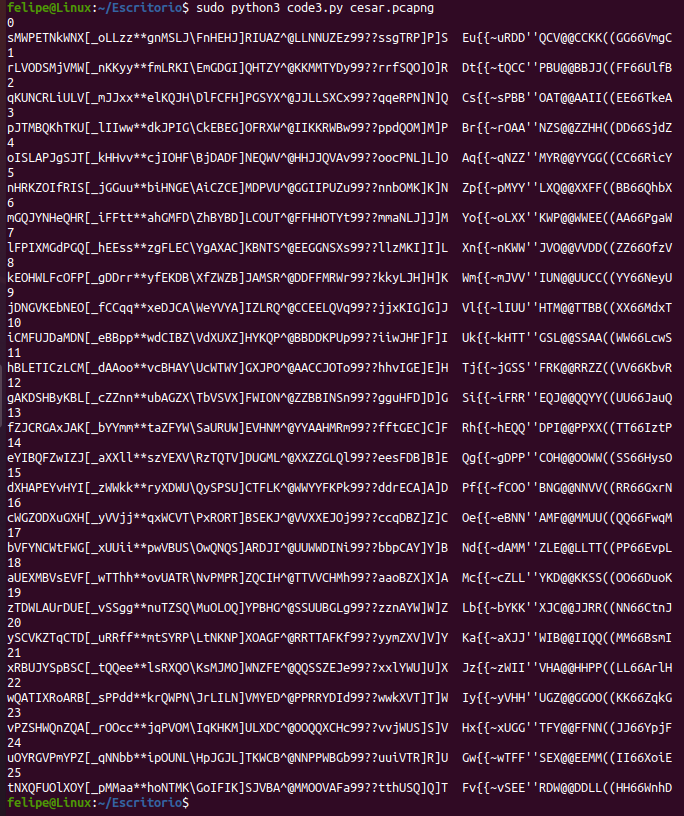 felipe@Linux:~/Escritorio$ sudo python3 code3.py cesar.pcapng
0
sMWPETNkWNX[_oLLzz**gnMSLJ\FnHEHJ]RIUAZ^@LLNNUZEz99??ssgTRP]P]S  Eu{{~uRDD''QCV@@CCKK((GG66VmgC
1
rLVODSMjVMW[_nKKyy**fmLRKI\EmGDGI]QHTZY^@KKMMTYDy99??rrfSQO]O]R  Dt{{~tQCC''PBU@@BBJJ((FF66UlfB
2
qKUNCRLiULV[_mJJxx**elKQJH\DlFCFH]PGSYX^@JJLLSXCx99??qqeRPN]N]Q  Cs{{~sPBB''OAT@@AAII((EE66TkeA
3
pJTMBQKhTKU[_lIIww**dkJPIG\CkEBEG]OFRXW^@IIKKRWBw99??ppdQOM]M]P  Br{{~rOAA''NZS@@ZZHH((DD66SjdZ
4
oISLAPJgSJT[_kHHvv**cjIOHF\BjDADF]NEQWV^@HHJJQVAv99??oocPNL]L]O  Aq{{~qNZZ''MYR@@YYGG((CC66RicY
5
nHRKZOIfRIS[_jGGuu**biHNGE\AiCZCE]MDPVU^@GGIIPUZu99??nnbOMK]K]N  Zp{{~pMYY''LXQ@@XXFF((BB66QhbX
6
mGQJYNHeQHR[_iFFtt**ahGMFD\ZhBYBD]LCOUT^@FFHHOTYt99??mmaNLJ]J]M  Yo{{~oLXX''KWP@@WWEE((AA66PgaW
7
lFPIXMGdPGQ[_hEEss**zgFLEC\YgAXAC]KBNTS^@EEGGNSXs99??llzMKI]I]L  Xn{{~nKWW''JVO@@VVDD((ZZ66OfzV
8
kEOHWLFcOFP[_gDDrr**yfEKDB\XfZWZB]JAMSR^@DDFFMRWr99??kkyLJH]H]K  Wm{{~mJVV''IUN@@UUCC((YY66NeyU
9
jDNGVKEbNEO[_fCCqq**xeDJCA\WeYVYA]IZLRQ^@CCEELQVq99??jjxKIG]G]J  Vl{{~lIUU''HTM@@TTBB((XX66MdxT
10
iCMFUJDaMDN[_eBBpp**wdCIBZ\VdXUXZ]HYKQP^@BBDDKPUp99??iiwJHF]F]I  Uk{{~kHTT''GSL@@SSAA((WW66LcwS
11
hBLETICzLCM[_dAAoo**vcBHAY\UcWTWY]GXJPO^@AACCJOTo99??hhvIGE]E]H  Tj{{~jGSS''FRK@@RRZZ((VV66KbvR
12
gAKDSHByKBL[_cZZnn**ubAGZX\TbVSVX]FWION^@ZZBBINSn99??gguHFD]D]G  Si{{~iFRR''EQJ@@QQYY((UU66JauQ
13
fZJCRGAxJAK[_bYYmm**taZFYW\SaURUW]EVHNM^@YYAAHMRm99??fftGEC]C]F  Rh{{~hEQQ''DPI@@PPXX((TT66IztP
14
eYIBQFZwIZJ[_aXXll**szYEXV\RzTQTV]DUGML^@XXZZGLQl99??eesFDB]B]E  Qg{{~gDPP''COH@@OOWW((SS66HysO
15
dXHAPEYvHYI[_zWWkk**ryXDWU\QySPSU]CTFLK^@WWYYFKPk99??ddrECA]A]D  Pf{{~fCOO''BNG@@NNVV((RR66GxrN
16
cWGZODXuGXH[_yVVjj**qxWCVT\PxRORT]BSEKJ^@VVXXEJOj99??ccqDBZ]Z]C  Oe{{~eBNN''AMF@@MMUU((QQ66FwqM
17
bVFYNCWtFWG[_xUUii**pwVBUS\OwQNQS]ARDJI^@UUWWDINi99??bbpCAY]Y]B  Nd{{~dAMM''ZLE@@LLTT((PP66EvpL
18
aUEXMBVsEVF[_wTThh**ovUATR\NvPMPR]ZQCIH^@TTVVCHMh99??aaoBZX]X]A  Mc{{~cZLL''YKD@@KKSS((OO66DuoK
19
zTDWLAUrDUE[_vSSgg**nuTZSQ\MuOLOQ]YPBHG^@SSUUBGLg99??zznAYW]W]Z  Lb{{~bYKK''XJC@@JJRR((NN66CtnJ
20
ySCVKZTqCTD[_uRRff**mtSYRP\LtNKNP]XOAGF^@RRTTAFKf99??yymZXV]V]Y  Ka{{~aXJJ''WIB@@IIQQ((MM66BsmI
21
xRBUJYSpBSC[_tQQee**lsRXQO\KsMJMO]WNZFE^@QQSSZEJe99??xxlYWU]U]X  Jz{{~zWII''VHA@@HHPP((LL66ArlH
22
wQATIXRoARB[_sPPdd**krQWPN\JrLILN]VMYED^@PPRRYDId99??wwkXVT]T]W  Iy{{~yVHH''UGZ@@GGOO((KK66ZqkG
23
vPZSHWQnZQA[_rOOcc**jqPVOM\IqKHKM]ULXDC^@OOQQXCHc99??vvjWUS]S]V  Hx{{~xUGG''TFY@@FFNN((JJ66YpjF
24
uOYRGVPmYPZ[_qNNbb**ipOUNL\HpJGJL]TKWCB^@NNPPWBGb99??uuiVTR]R]U  Gw{{~wTFF''SEX@@EEMM((II66XoiE
25
tNXQFUOlXOY[_pMMaa**hoNTMK\GoIFIK]SJVBA^@MMOOVAFa99??tthUSQ]Q]T  Fv{{~vSEE''RDW@@DDLL((HH66WnhD
felipe@Linux:~/Escritorio$